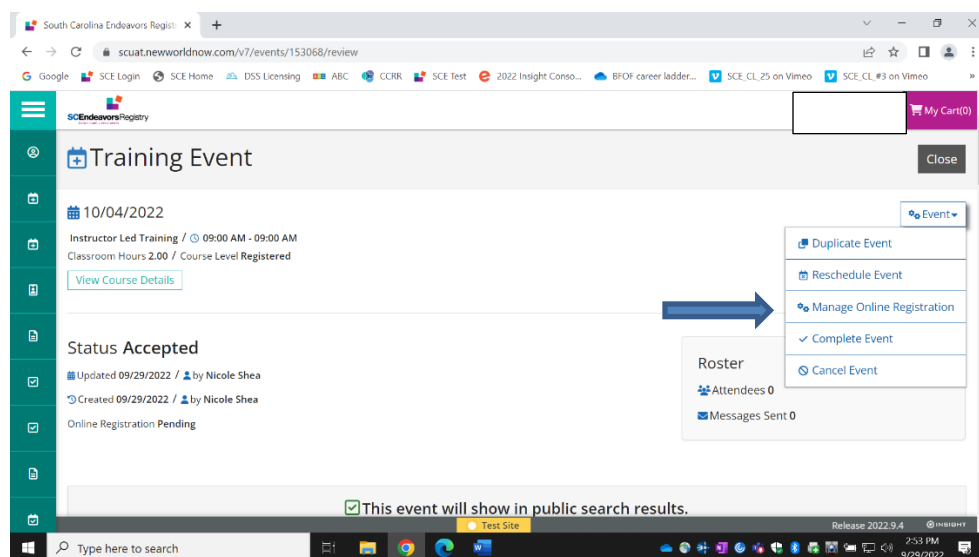 South Carolina Endeavors Regist
scuat.newworldnow.com/v7/events/153068/review
Google SCE Login SCE Home DSS Licensing ABC CCRR SCE Test 2022 Insight Conso... BFOF career ladder... SCE_CL_25 on Vimeo SCE_CL_#3 on Vimeo »
SCEndeavors Registry
My Cart(0)
Training Event
Close
10/04/2022
Event
Instructor Led Training / 09:00 AM - 09:00 AM
Classroom Hours 2.00 / Course Level Registered
View Course Details
Duplicate Event
Reschedule Event
Manage Online Registration
Complete Event
Cancel Event
Status Accepted
Updated 09/29/2022 / by Nicole Shea
Created 09/29/2022 / by Nicole Shea
Online Registration Pending
Roster
Attendees 0
Messages Sent 0
This event will show in public search results.
Test Site
Release 2022.9.4
INSIGHT
Type here to search
2:53 PM
9/29/2022